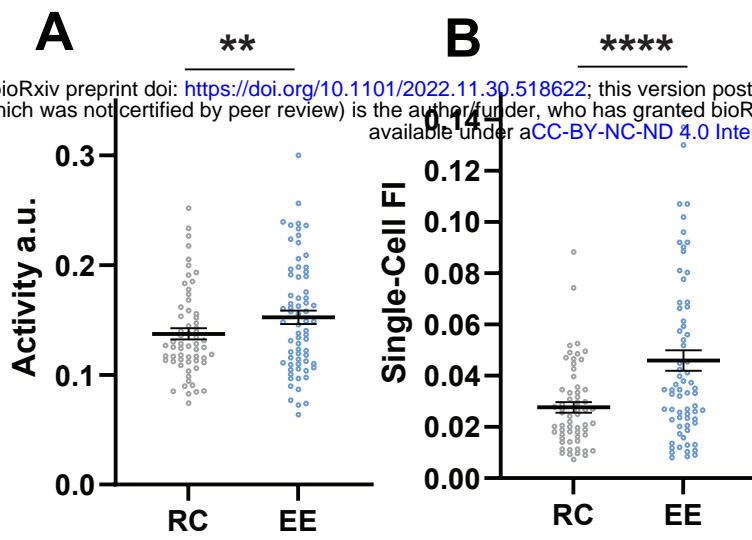 A
**
B
****
bioRxiv preprint doi: https://doi.org/10.1101/2022.11.30.518622; this version post
which was not certified by peer review) is the author/funder, who has granted bioR
available under aCC-BY-NC-ND 4.0 Inte
Activity a.u.
0.3
0.2
0.1
0.0
RC
EE
Single-Cell FI
0.14
0.12
0.10
0.08
0.06
0.04
0.02
0.00
RC
EE